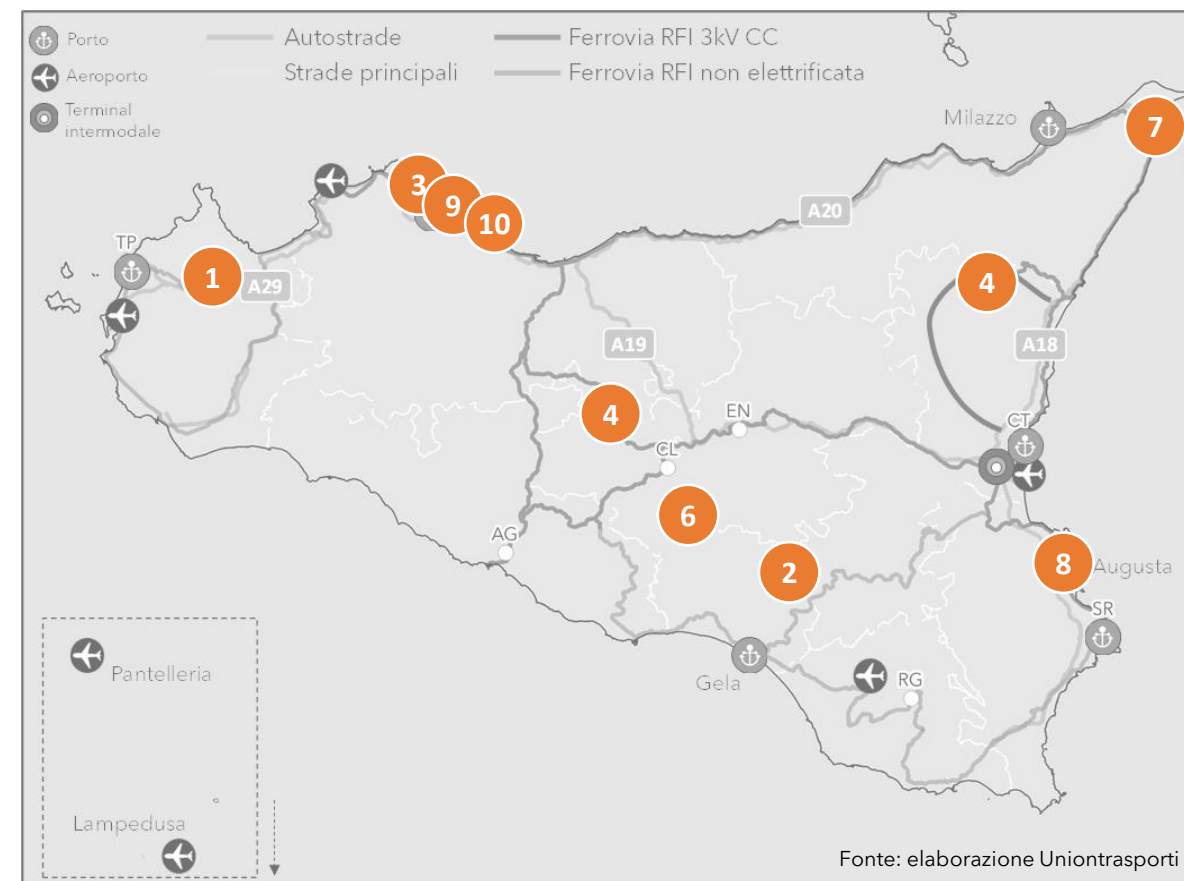 Porto
Autostrade
Ferrovia RFI 3kV CC
Aeroporto
Strade principali
Ferrovia RFI non elettrificata
Terminal
intermodale
Milazzo
7
3
9
10
A20
TP
1
A29
4
A19
A18
4
EN
CT
CL
6
AG
2
8
Augusta
SR
Pantelleria
Gela
RG
Lampedusa
Fonte: elaborazione Uniontrasporti